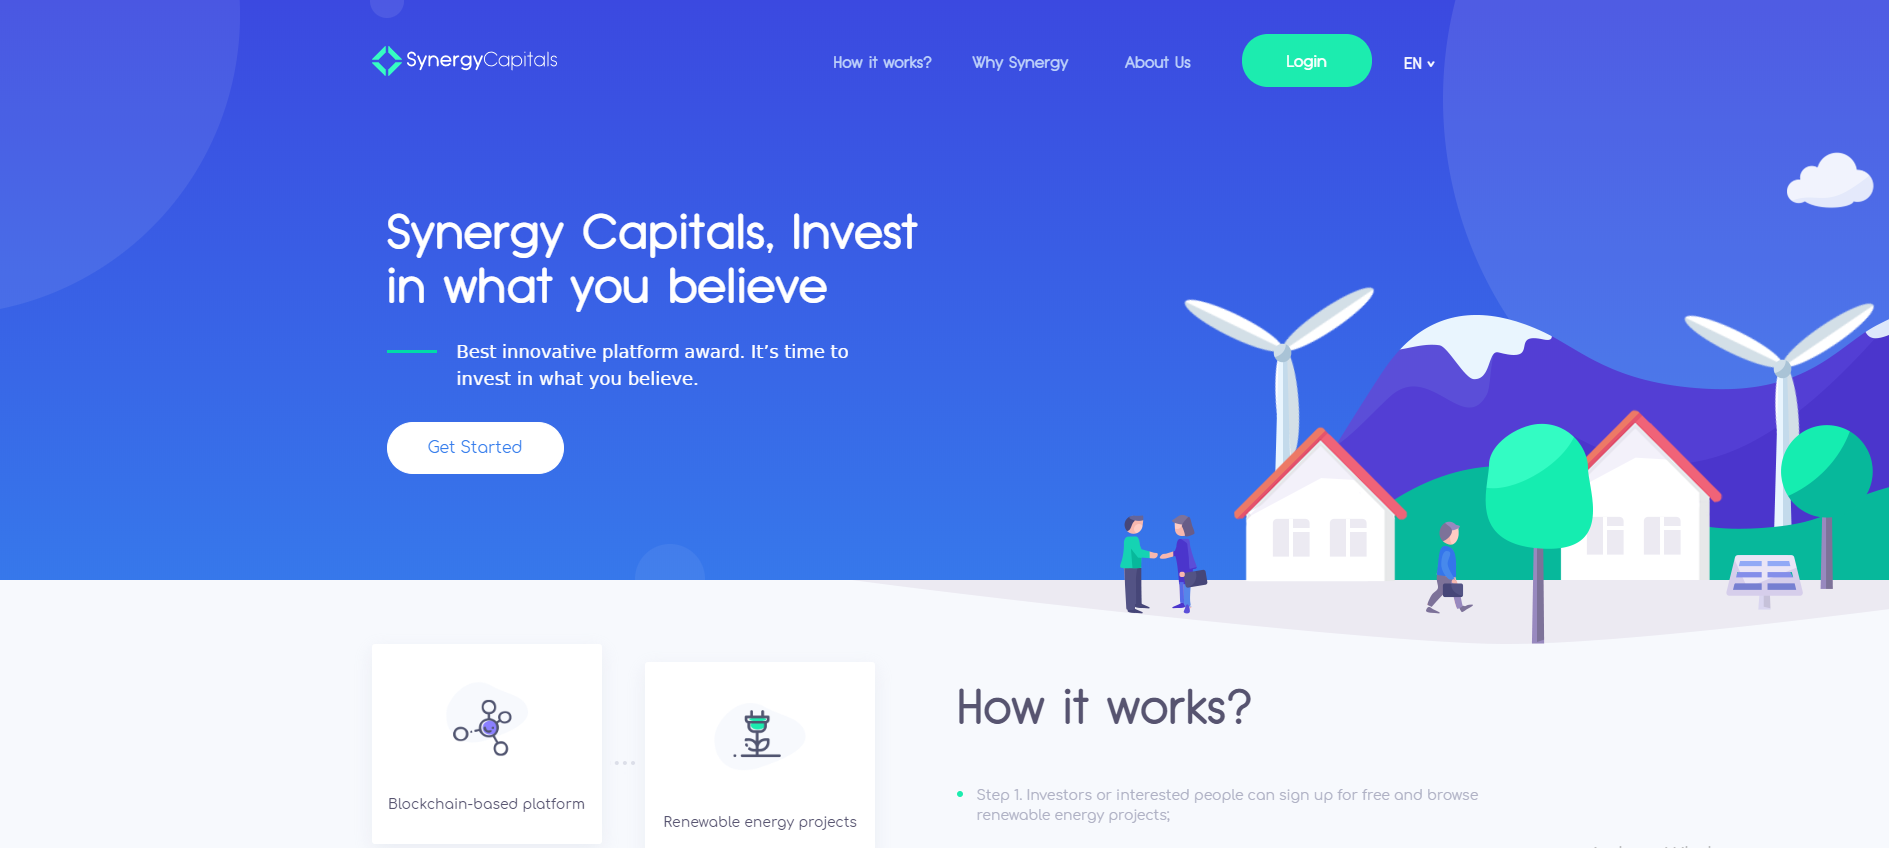 SynergyCapitals
How it works?
Why Synergy
About Us
Login
EN
Synergy Capitals, Invest
in what you believe
Best innovative platform award. It's time to
invest in what you believe.
Get Started
Blockchain-based platform
Renewable energy projects
How it works?
Step 1. Investors or interested people can sign up for free and browse
renewable energy projects;